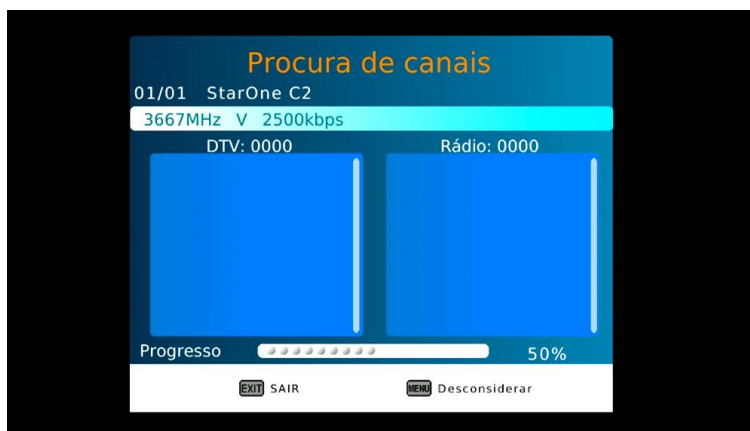 Procura de canais
01/01 StarOne C2
3667MHz V 2500kbps
DTV: 0000 Rádio: 0000
Progresso 50%
EXIT SAIR MENU Desconsiderar